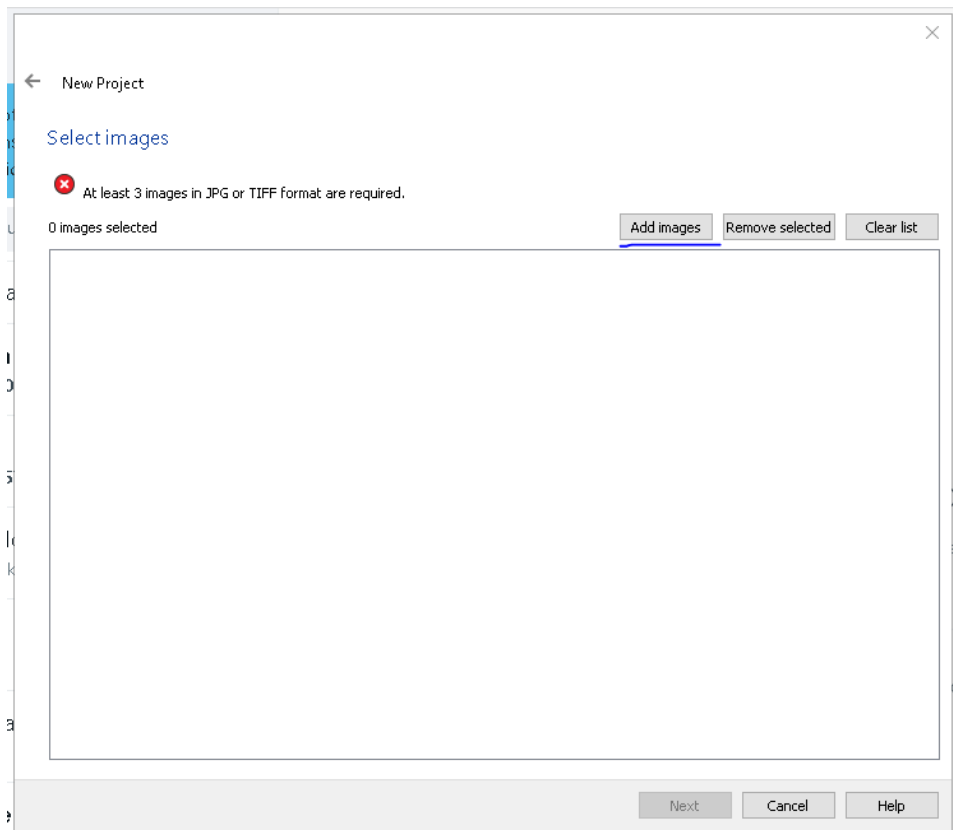 New Project
Select images
At least 3 images in JPG or TIFF format are required.
0 images selected
Add images
Remove selected
Clear list
Next
Cancel
Help